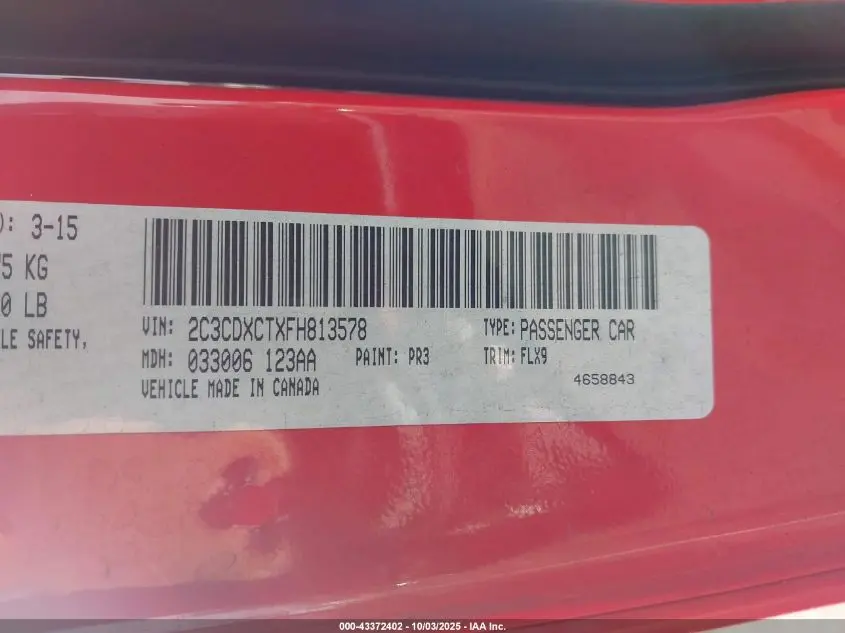 ): 3-15
5 KG
0 LB
LE SAFETY,
VIN: 2C3CDXCTXFH813578 TYPE: PASSENGER CAR
MDH: 033006 123AA PAINT: PR3 TRIM: FLX9
VEHICLE MADE IN CANADA 4658843
000-43372402 - 10/03/2025 - IAA Inc.